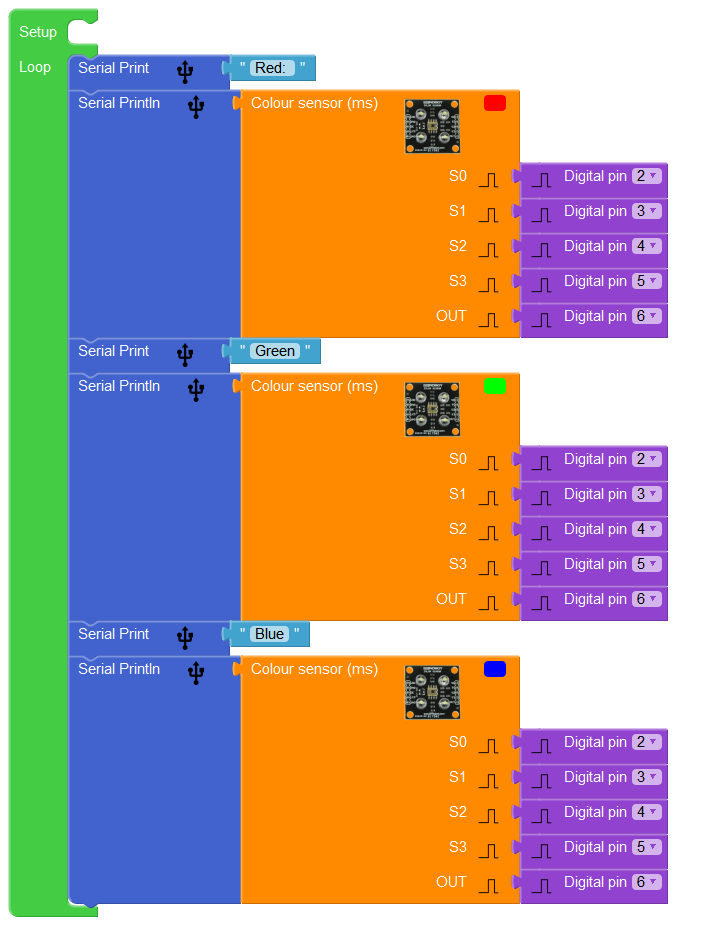 Setup
Loop
Serial Print " Red: "
Serial Println Colour sensor (ms)
S0 Digital pin 2
S1 Digital pin 3
S2 Digital pin 4
S3 Digital pin 5
OUT Digital pin 6
Serial Print " Green "
Serial Println Colour sensor (ms)
S0 Digital pin 2
S1 Digital pin 3
S2 Digital pin 4
S3 Digital pin 5
OUT Digital pin 6
Serial Print " Blue "
Serial Println Colour sensor (ms)
S0 Digital pin 2
S1 Digital pin 3
S2 Digital pin 4
S3 Digital pin 5
OUT Digital pin 6